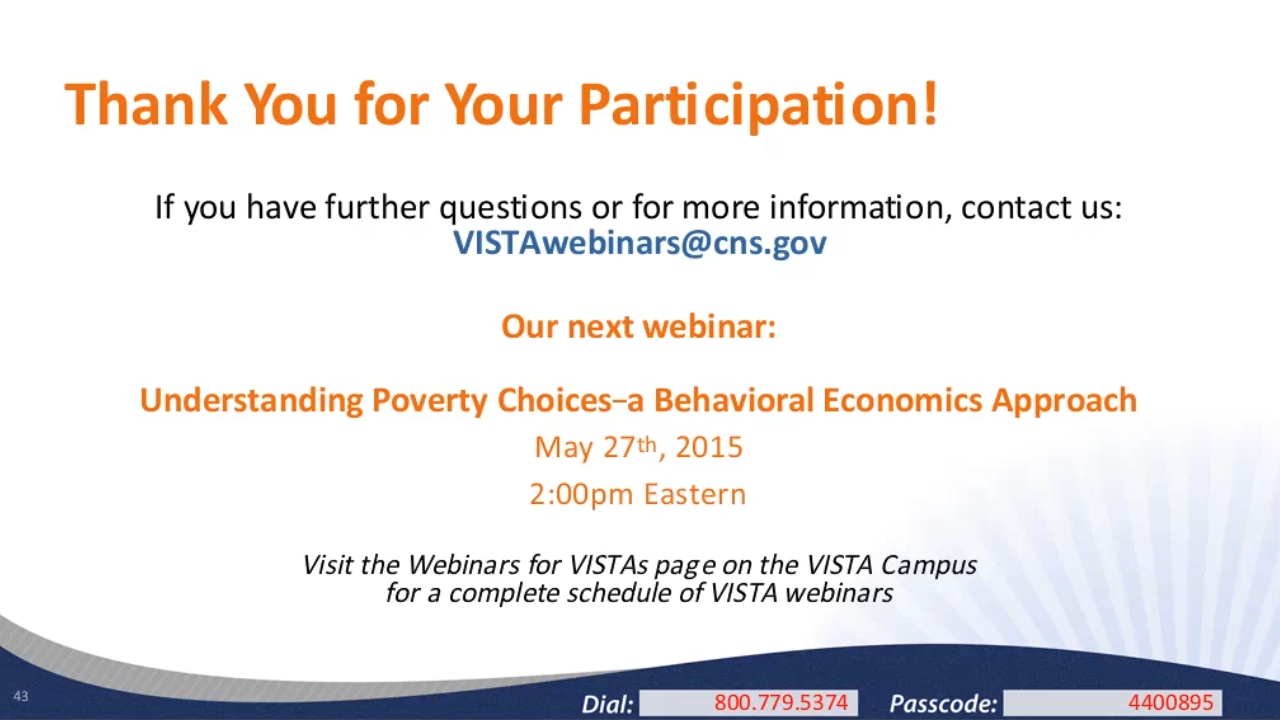 Thank You for Your Participation!
If you have further questions or for more information, contact us:
VISTAwebinars@cns.gov
Our next webinar:
Understanding Poverty Choices–a Behavioral Economics Approach
May 27th, 2015
2:00pm Eastern
Visit the Webinars for VISTAs page on the VISTA Campus
for a complete schedule of VISTA webinars
43
Dial: 800.779.5374 Passcode: 4400895